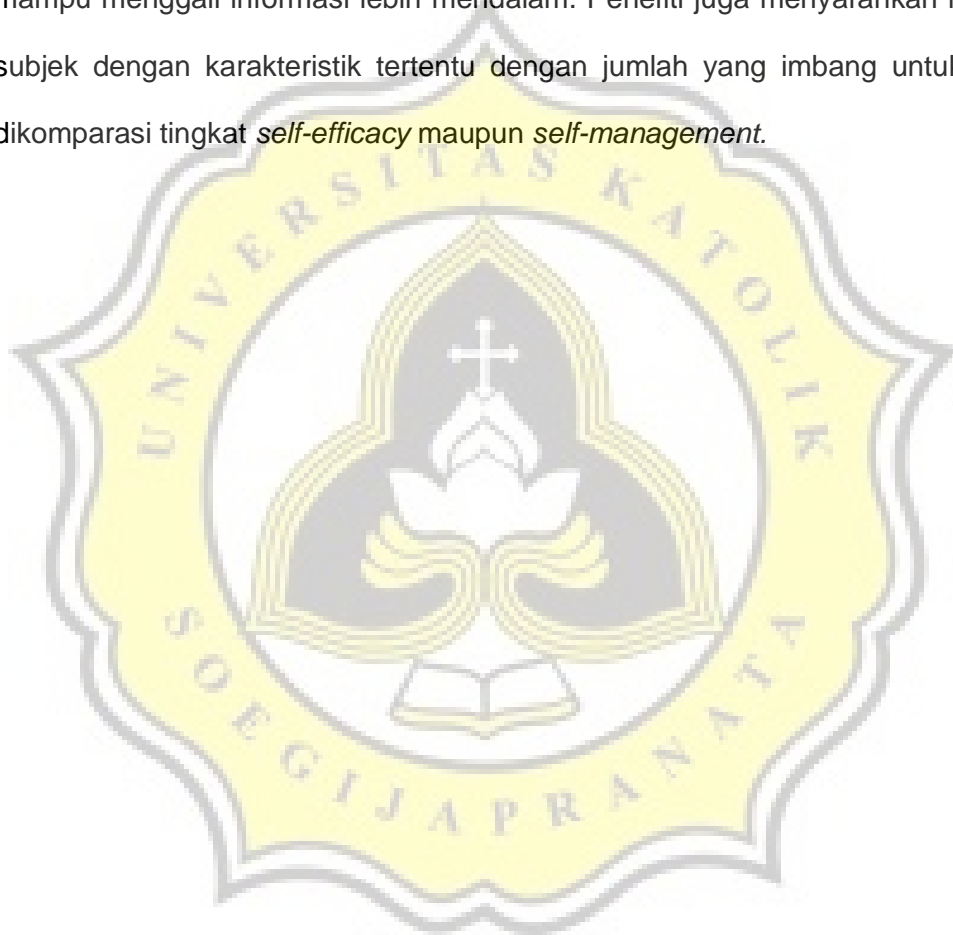 mampu menggali informasi lebih mendalam. Peneliti juga menyarankan
subjek dengan karakteristik tertentu dengan jumlah yang imbang
dikomparasi tingkat self-efficacy maupun self-management.
UNIVERSITAS KATOLIK
SOEGIJAPRANATA